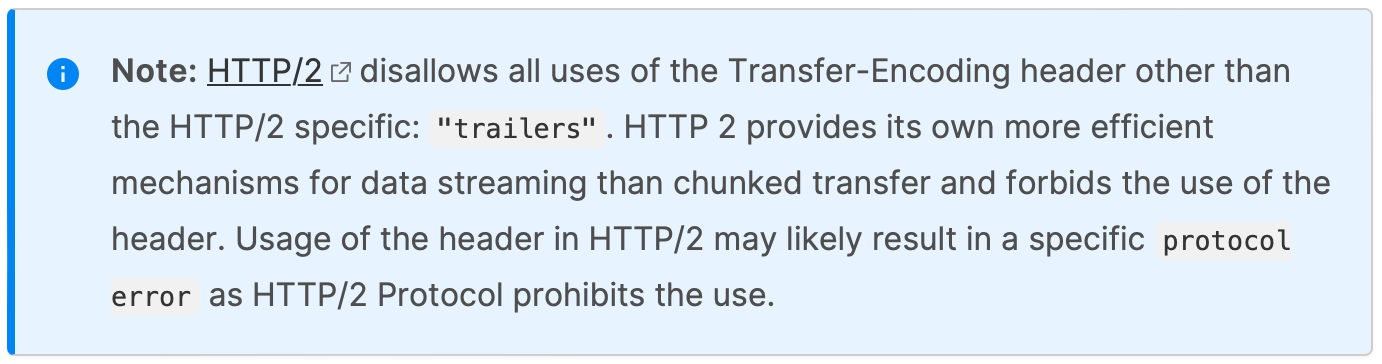 Note: HTTP/2 disallows all uses of the Transfer-Encoding header other than
the HTTP/2 specific: "trailers". HTTP 2 provides its own more efficient
mechanisms for data streaming than chunked transfer and forbids the use of the
header. Usage of the header in HTTP/2 may likely result in a specific protocol
error as HTTP/2 Protocol prohibits the use.